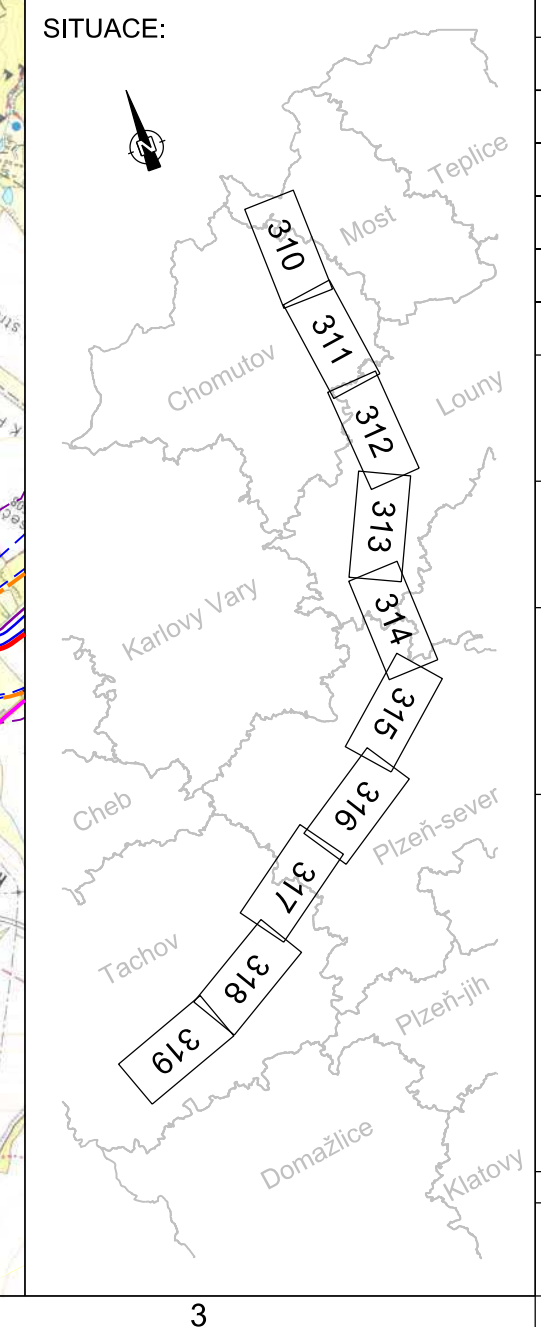 SITUACE:
N
Teplice
Most
310
311
Chomutov
Louny
312
313
Karlovy Vary
314
315
Cheb
316
Plzeň-sever
317
Tachov
318
Plzeň-jih
319
Domažlice
Klatovy
3